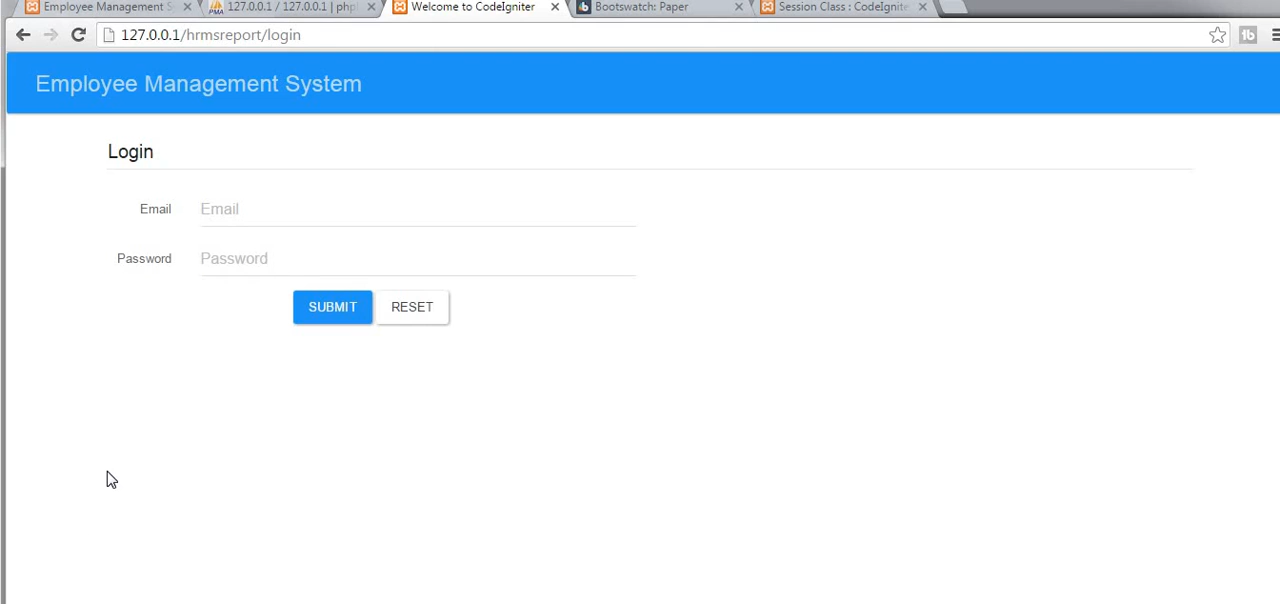 Employee Management S
127.0.0.1 / 127.0.0.1 | php
Welcome to CodeIgniter
Bootswatch: Paper
Session Class : CodeIgnite
127.0.0.1/hrmsreport/login
Employee Management System
Login
Email
Email
Password
Password
SUBMIT RESET